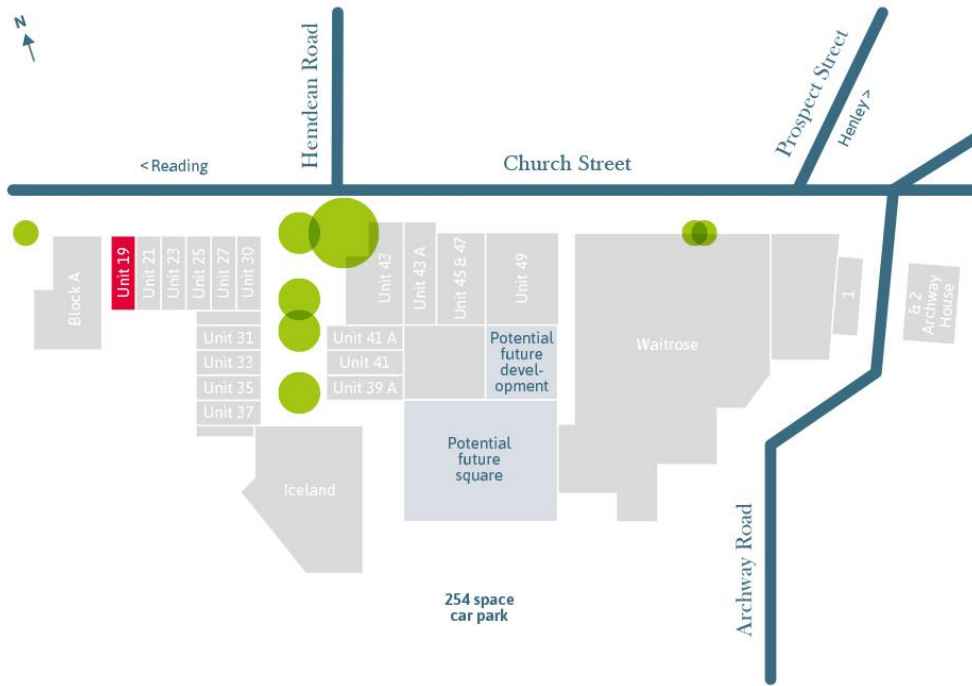 N
Hemdean Road
Prospect Street
Henley >
< Reading
Church Street
Block A
Unit 19
Unit 21
Unit 23
Unit 25
Unit 27
Unit 30
Unit 43
Unit 43 A
Unit 45 & 47
Unit 49
1
& 2
Archway
House
Unit 31
Unit 33
Unit 35
Unit 37
Unit 41 A
Unit 41
Unit 39 A
Potential
future
devel-
opment
Waitrose
Potential
future
square
Iceland
254 space
car park
Archway Road